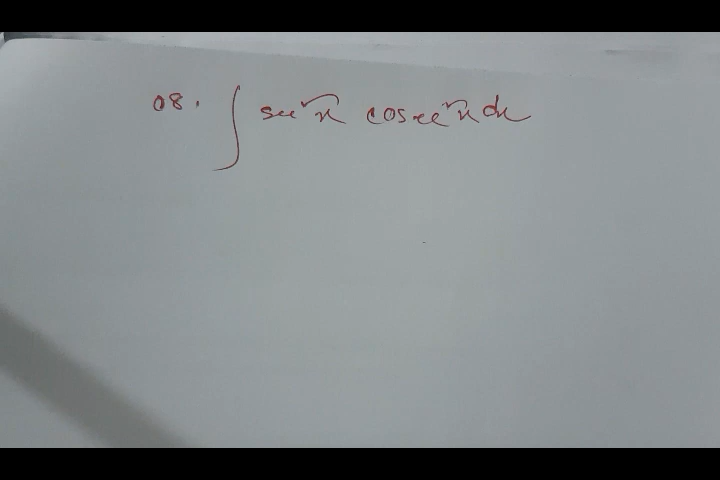 08. ∫ sec²x cosec²x dx